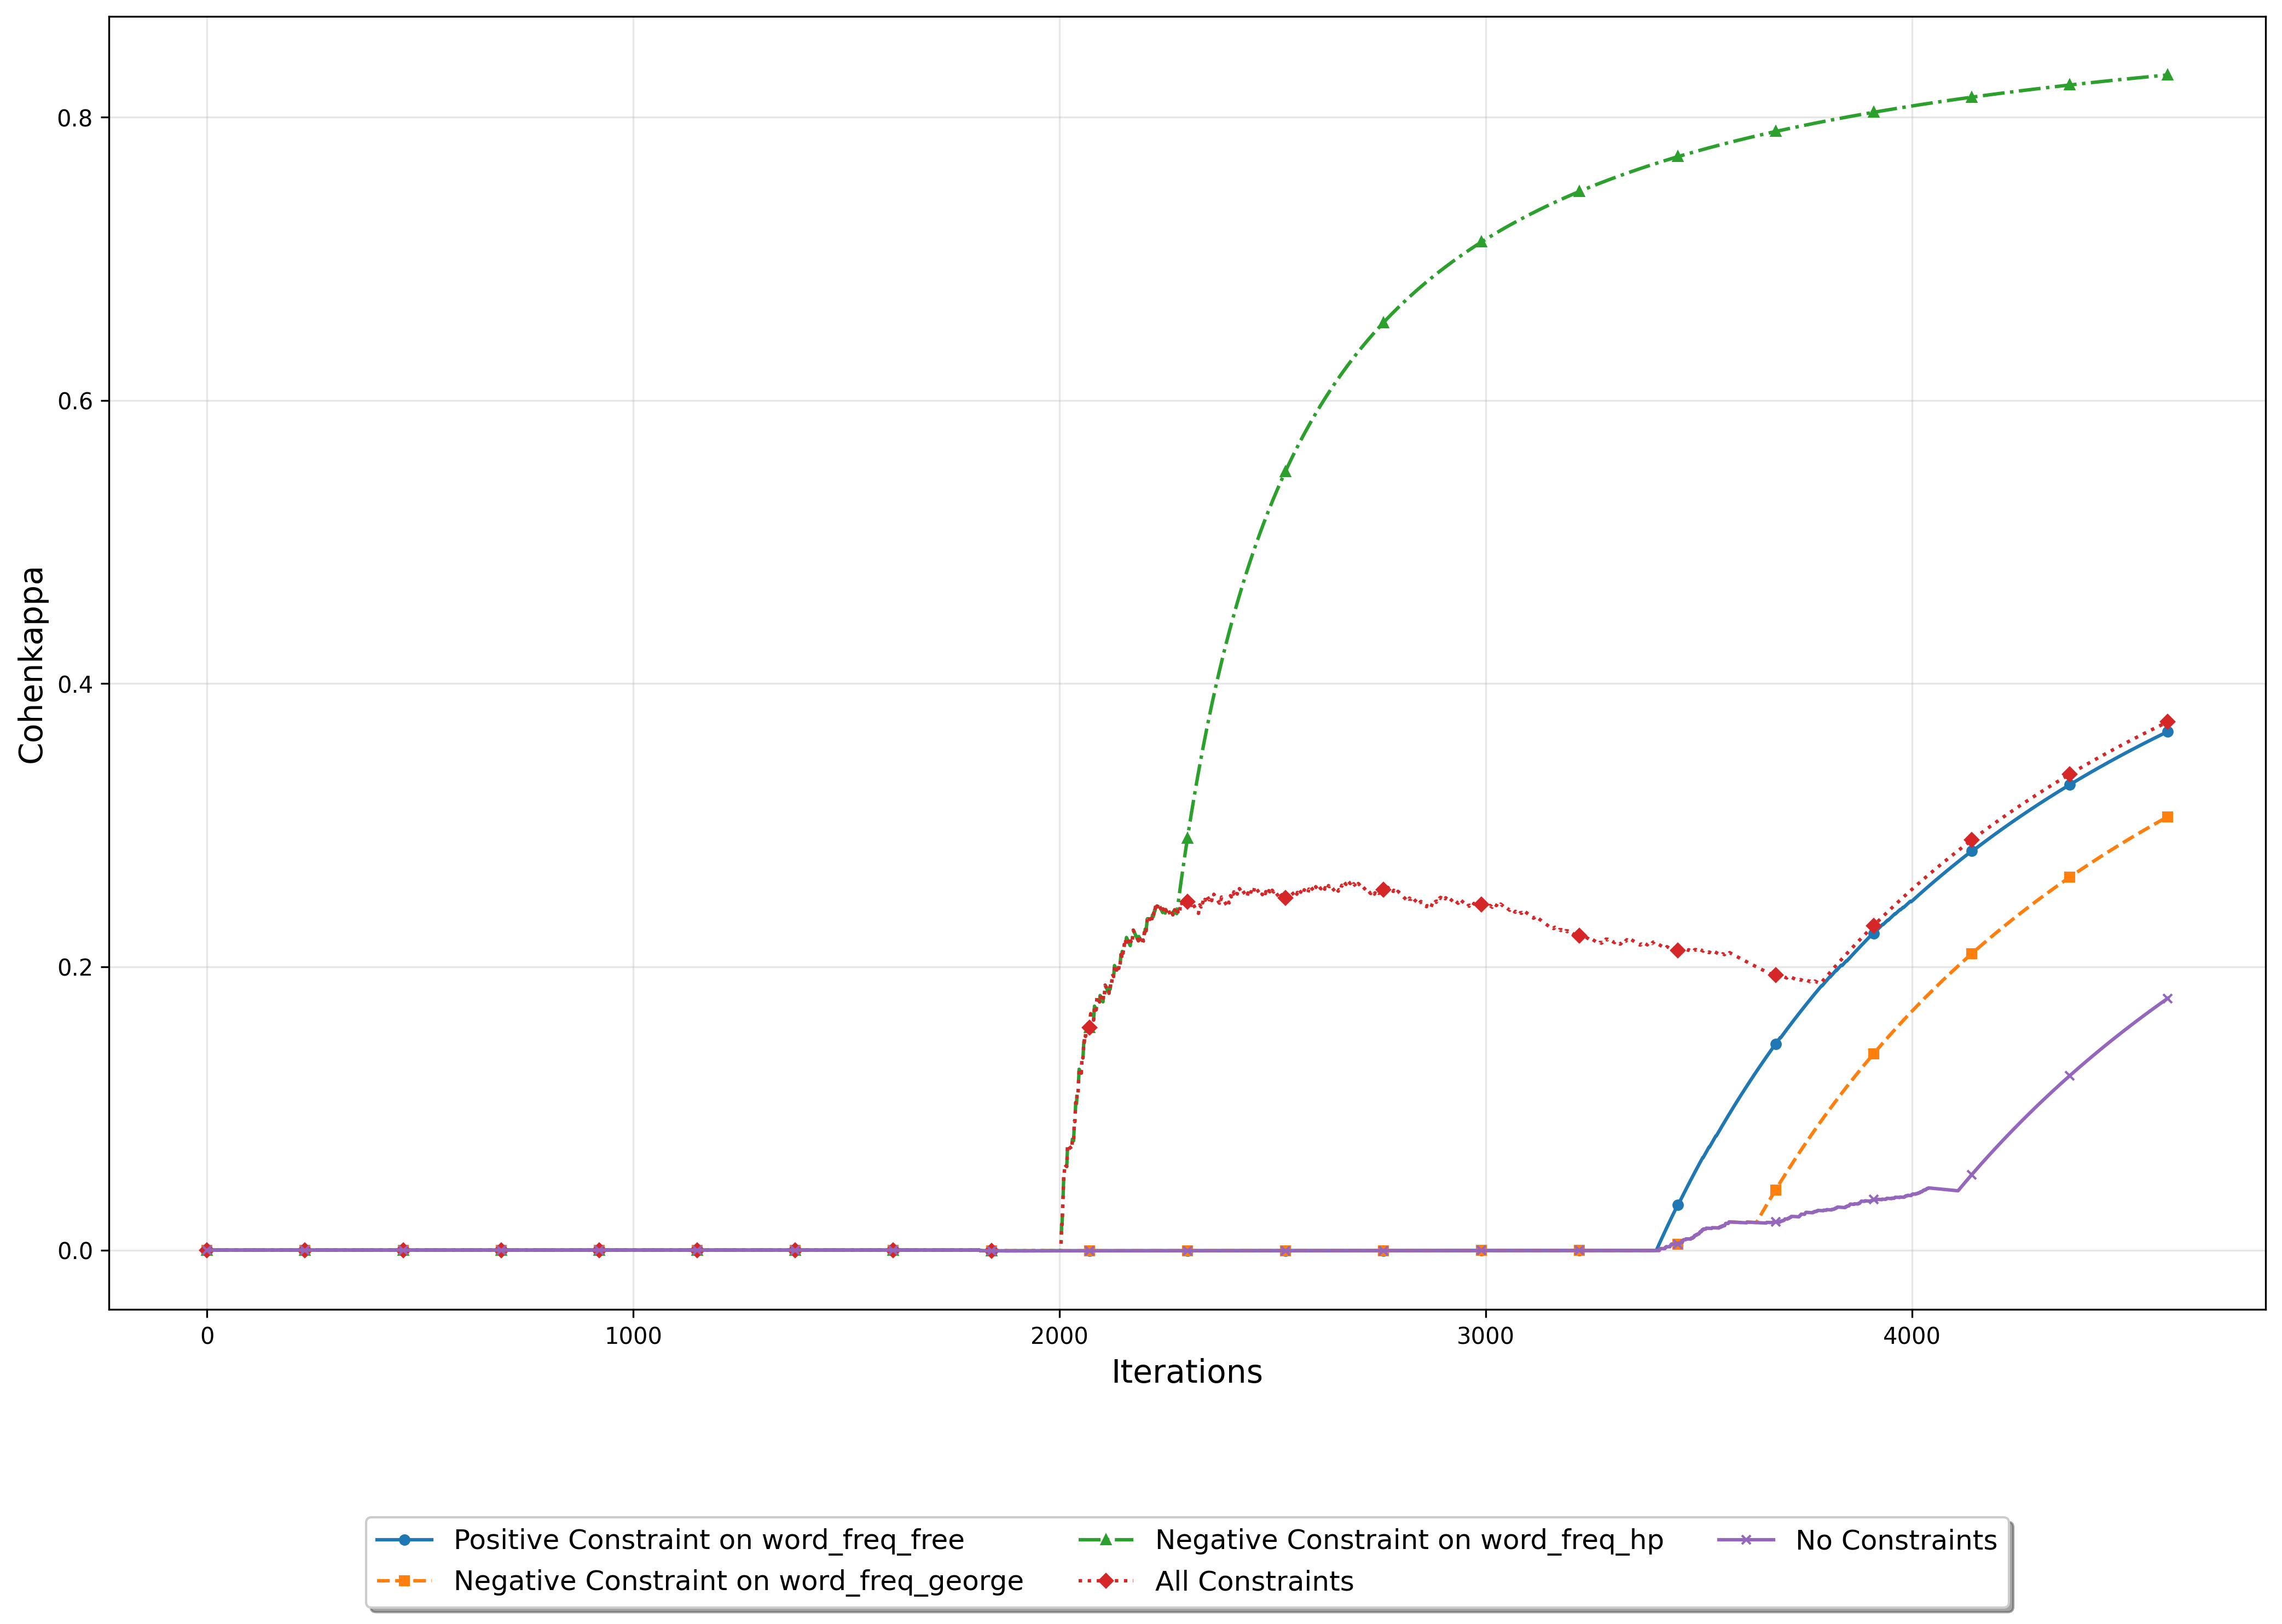 0.8
0.6
0.4
0.2
0.0
Cohenkappa
0 1000 2000 3000 4000
Iterations
Positive Constraint on word_freq_free
Negative Constraint on word_freq_george
Negative Constraint on word_freq_hp
All Constraints
No Constraints